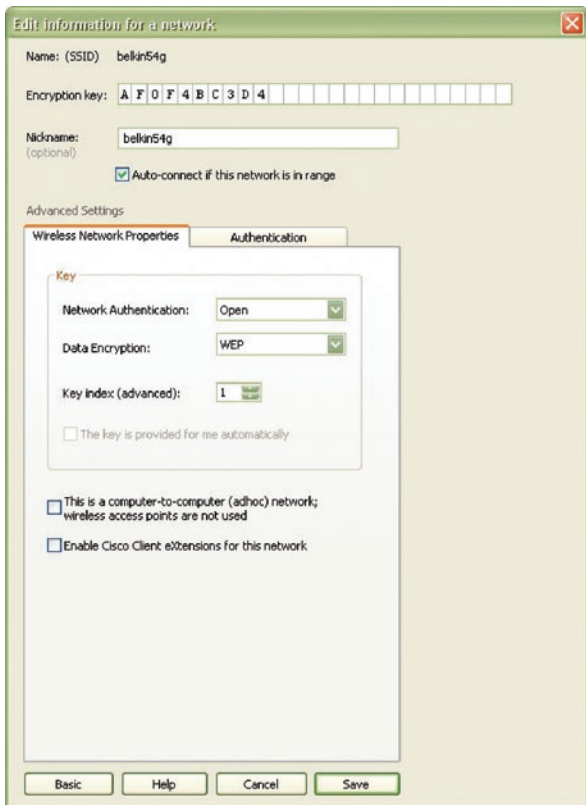 Edit information for a network
Name: (SSID) belkin54g
Encryption key: A F 0 F 4 B C 3 D 4
Nickname: belkin54g
(optional)
Auto-connect if this network is in range
Advanced Settings
Wireless Network Properties Authentication
Key
Network Authentication: Open
Data Encryption: WEP
Key index (advanced): 1
The key is provided for me automatically
This is a computer-to-computer (adhoc) network;
wireless access points are not used
Enable Cisco Client eXtensions for this network
Basic Help Cancel Save